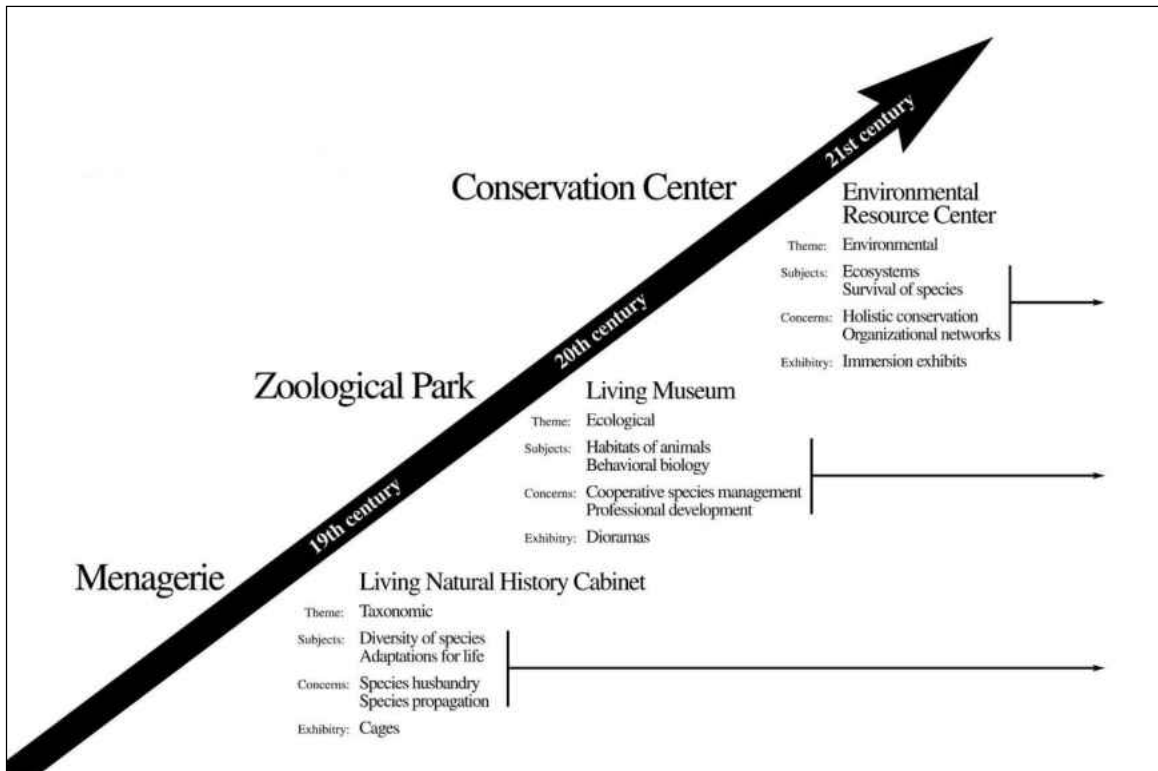 21st century
Conservation Center
Environmental
Resource Center
Theme: Environmental
Subjects: Ecosystems
Survival of species
Concerns: Holistic conservation
Organizational networks
Exhibitry: Immersion exhibits
20th century
Zoological Park
Living Museum
Theme: Ecological
Subjects: Habitats of animals
Behavioral biology
Concerns: Cooperative species management
Professional development
Exhibitry: Dioramas
19th century
Menagerie
Living Natural History Cabinet
Theme: Taxonomic
Subjects: Diversity of species
Adaptations for life
Concerns: Species husbandry
Species propagation
Exhibitry: Cages